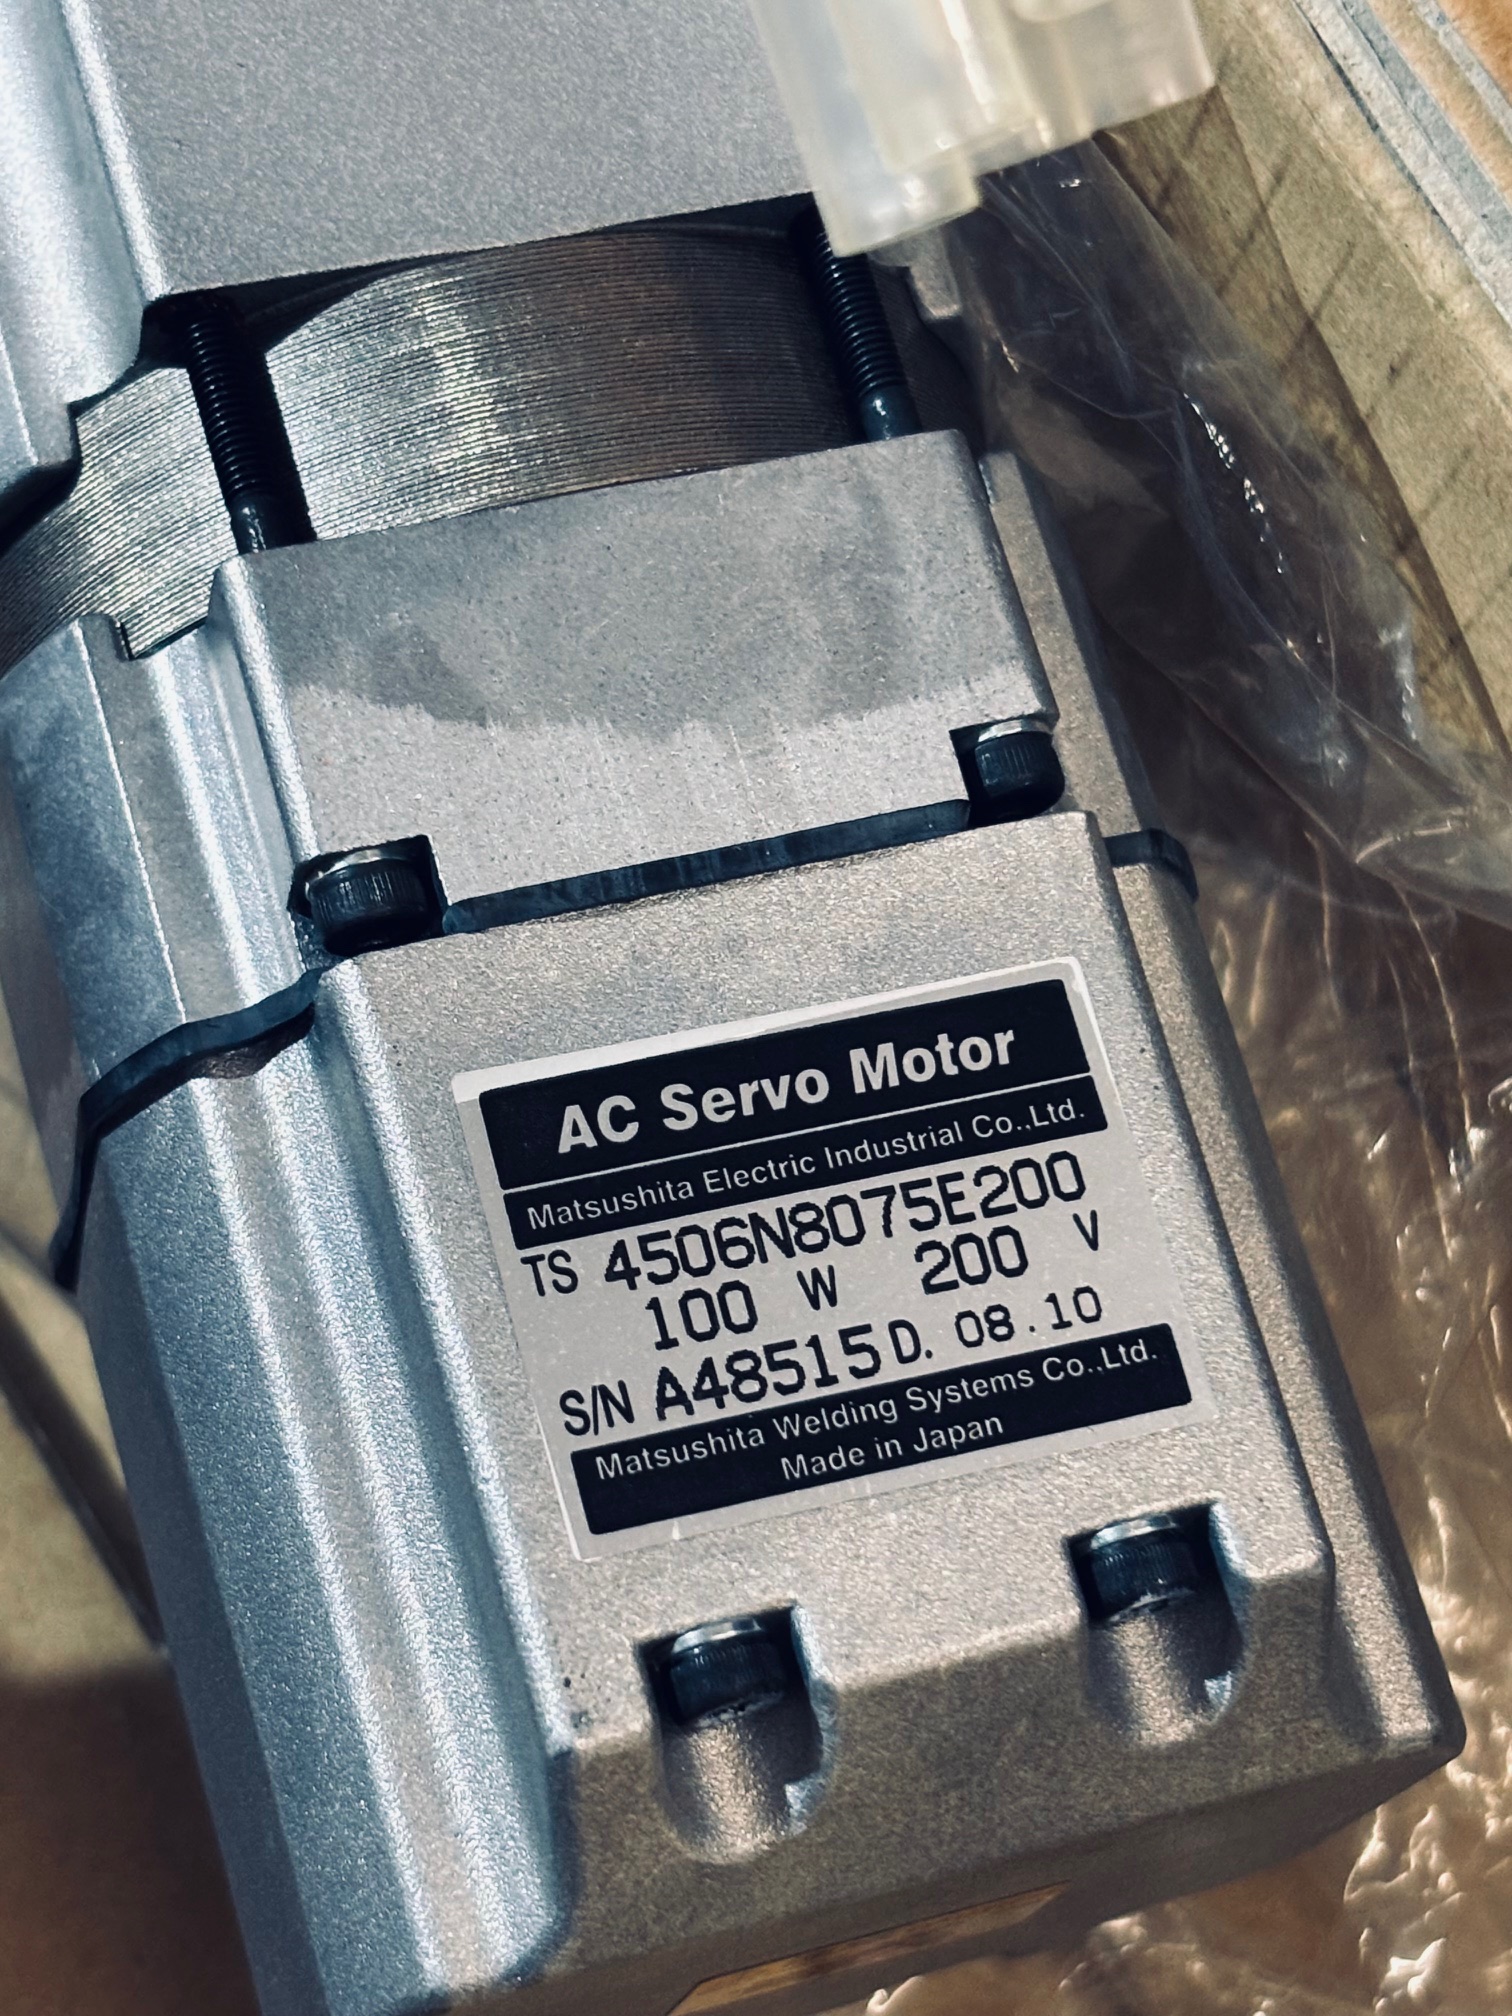 AC Servo Motor
Matsushita Electric Industrial Co.,Ltd.
TS 4506N8075E200
100 W 200 V
S/N A48515 D. 08.10
Matsushita Welding Systems Co.,Ltd.
Made in Japan